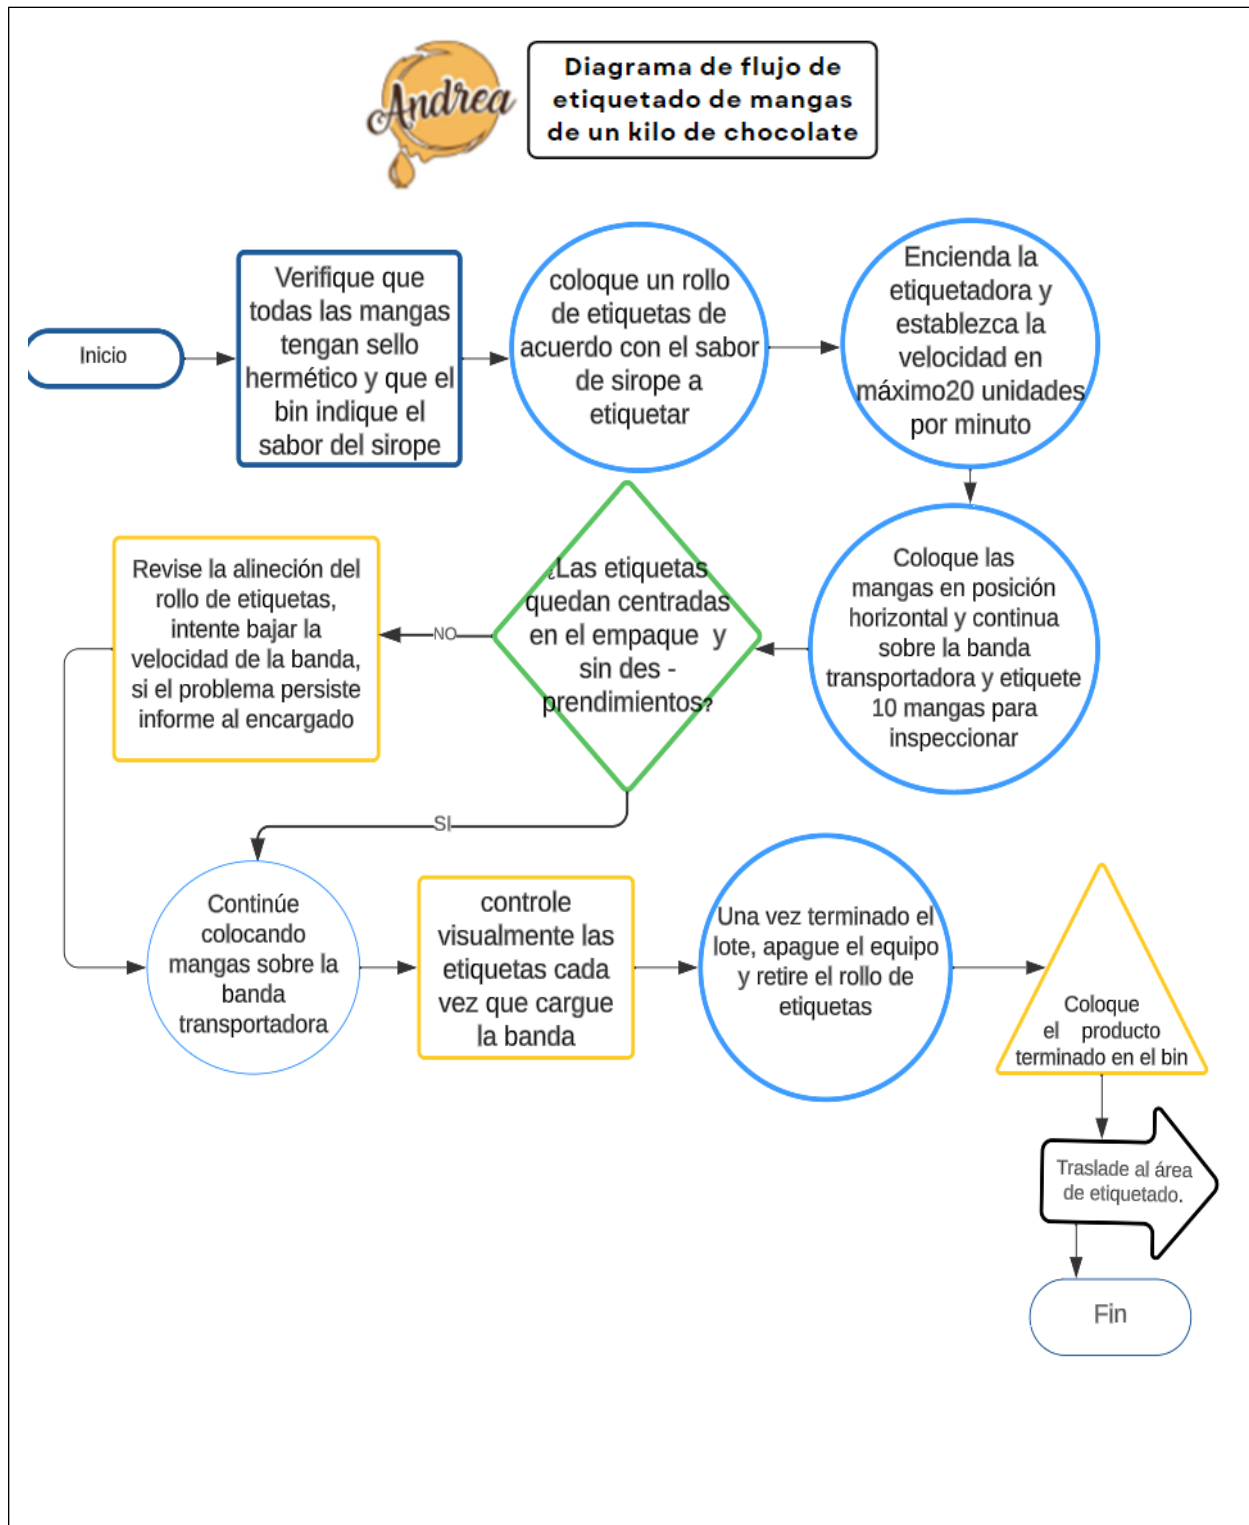 Andrea
Diagrama de flujo de
etiquetado de mangas
de un kilo de chocolate
Inicio
Verifique que
todas las mangas
tengan sello
hermético y que el
bin indique el
sabor del sirope
coloque un rollo
de etiquetas de
acuerdo con el sabor
de sirope a
etiquetar
Encienda la
etiquetadora y
establezca la
velocidad en
máximo20 unidades
por minuto
Coloque las
mangas en posición
horizontal y continua
sobre la banda
transportadora y etiquete
10 mangas para
inspeccionar
¿Las etiquetas
quedan centradas
en el empaque y
sin des -
prendimientos?
NO
Revise la alineción del
rollo de etiquetas,
intente bajar la
velocidad de la banda,
si el problema persiste
informe al encargado
SI
Continúe
colocando
mangas sobre la
banda
transportadora
controle
visualmente las
etiquetas cada
vez que cargue
la banda
Una vez terminado el
lote, apague el equipo
y retire el rollo de
etiquetas
Coloque
el producto
terminado en el bin
Traslade al área
de etiquetado.
Fin